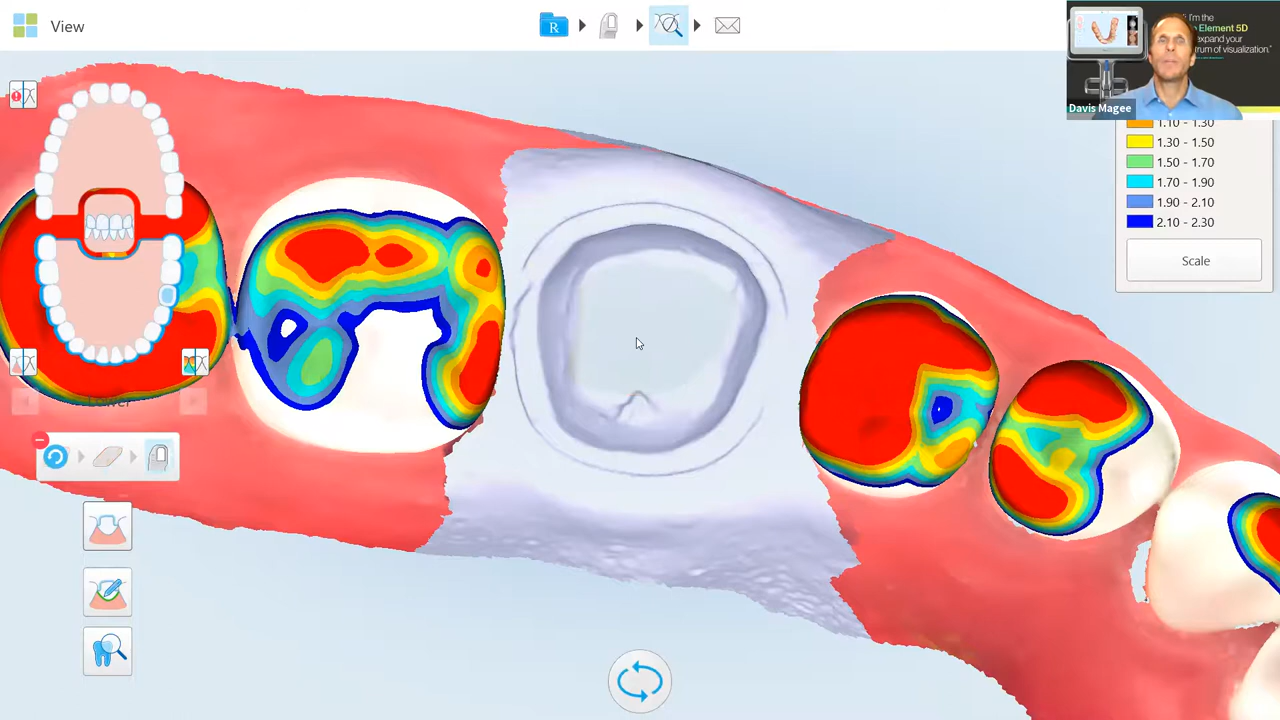 View
R
I'm the
Element 5D
expand your
rum of visualization."
Davis Magee
1.10 - 1.30
1.30 - 1.50
1.50 - 1.70
1.70 - 1.90
1.90 - 2.10
2.10 - 2.30
Scale
Lower